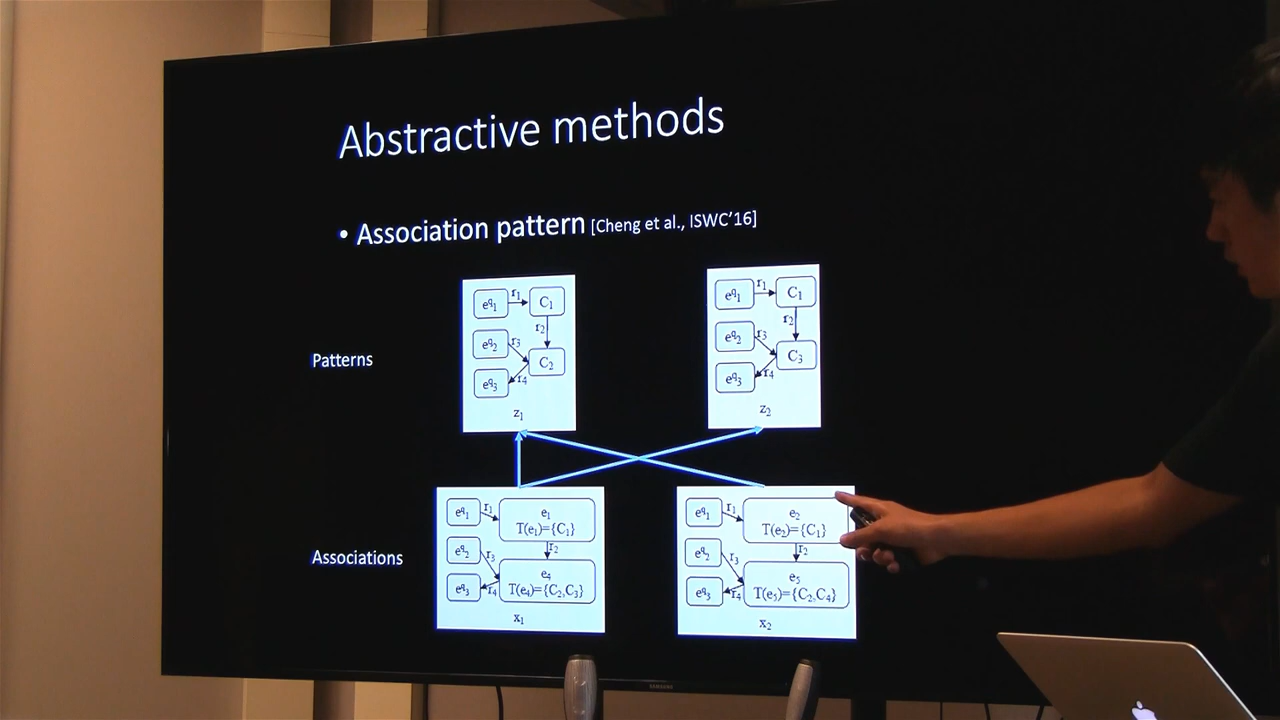 Abstractive methods
• Association pattern [Cheng et al., ISWC'16]
Patterns
eq1 r1 C1
r2
eq2 r3 C2
eq3 r4
z1
eq1 r1 C1
r2
eq2 r3 C3
eq3 r4
z2
Associations
eq1 r1 e1
T(e1)={C1}
r2
eq2 r3 e4
T(e4)={C2,C3}
eq3 r4
x1
eq1 r1 e2
T(e2)={C1}
r2
eq2 r3 e5
T(e5)={C2,C4}
eq3 r4
x2
SAMSUNG